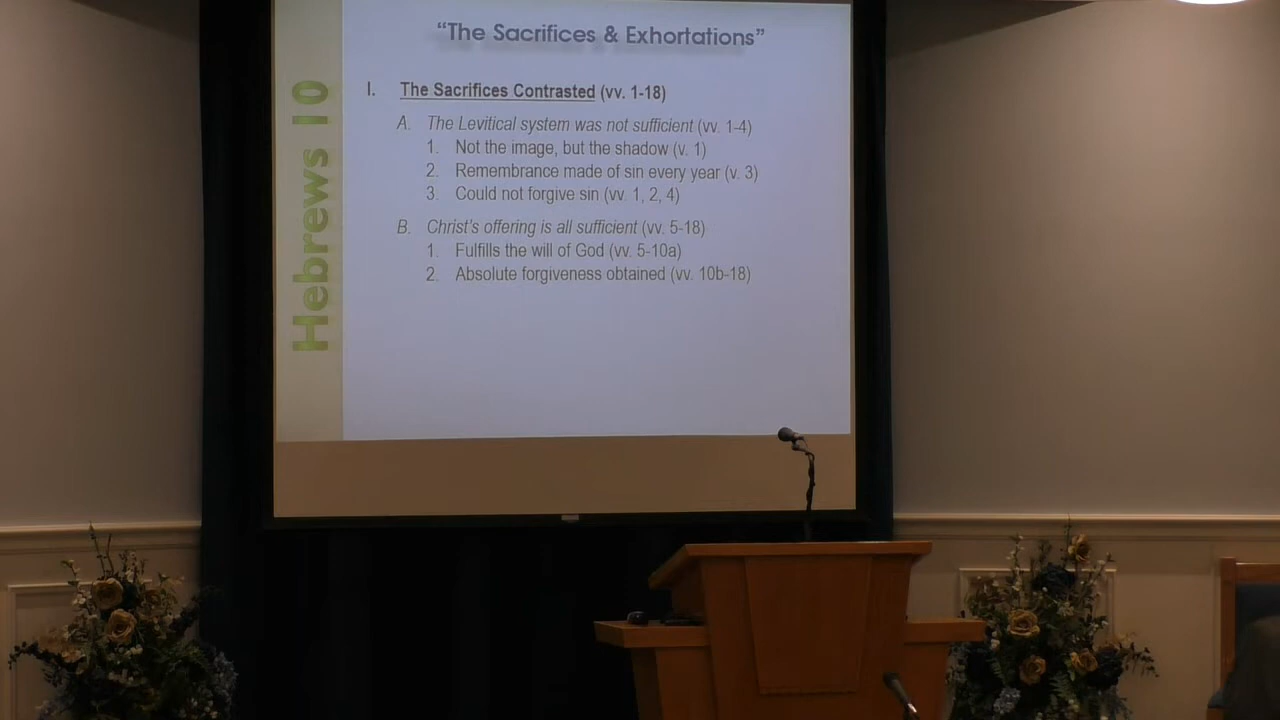 “The Sacrifices & Exhortations”
Hebrews 10
I. The Sacrifices Contrasted (vv. 1-18)
A. The Levitical system was not sufficient (vv. 1-4)
1. Not the image, but the shadow (v. 1)
2. Remembrance made of sin every year (v. 3)
3. Could not forgive sin (vv. 1, 2, 4)
B. Christ’s offering is all sufficient (vv. 5-18)
1. Fulfills the will of God (vv. 5-10a)
2. Absolute forgiveness obtained (vv. 10b-18)